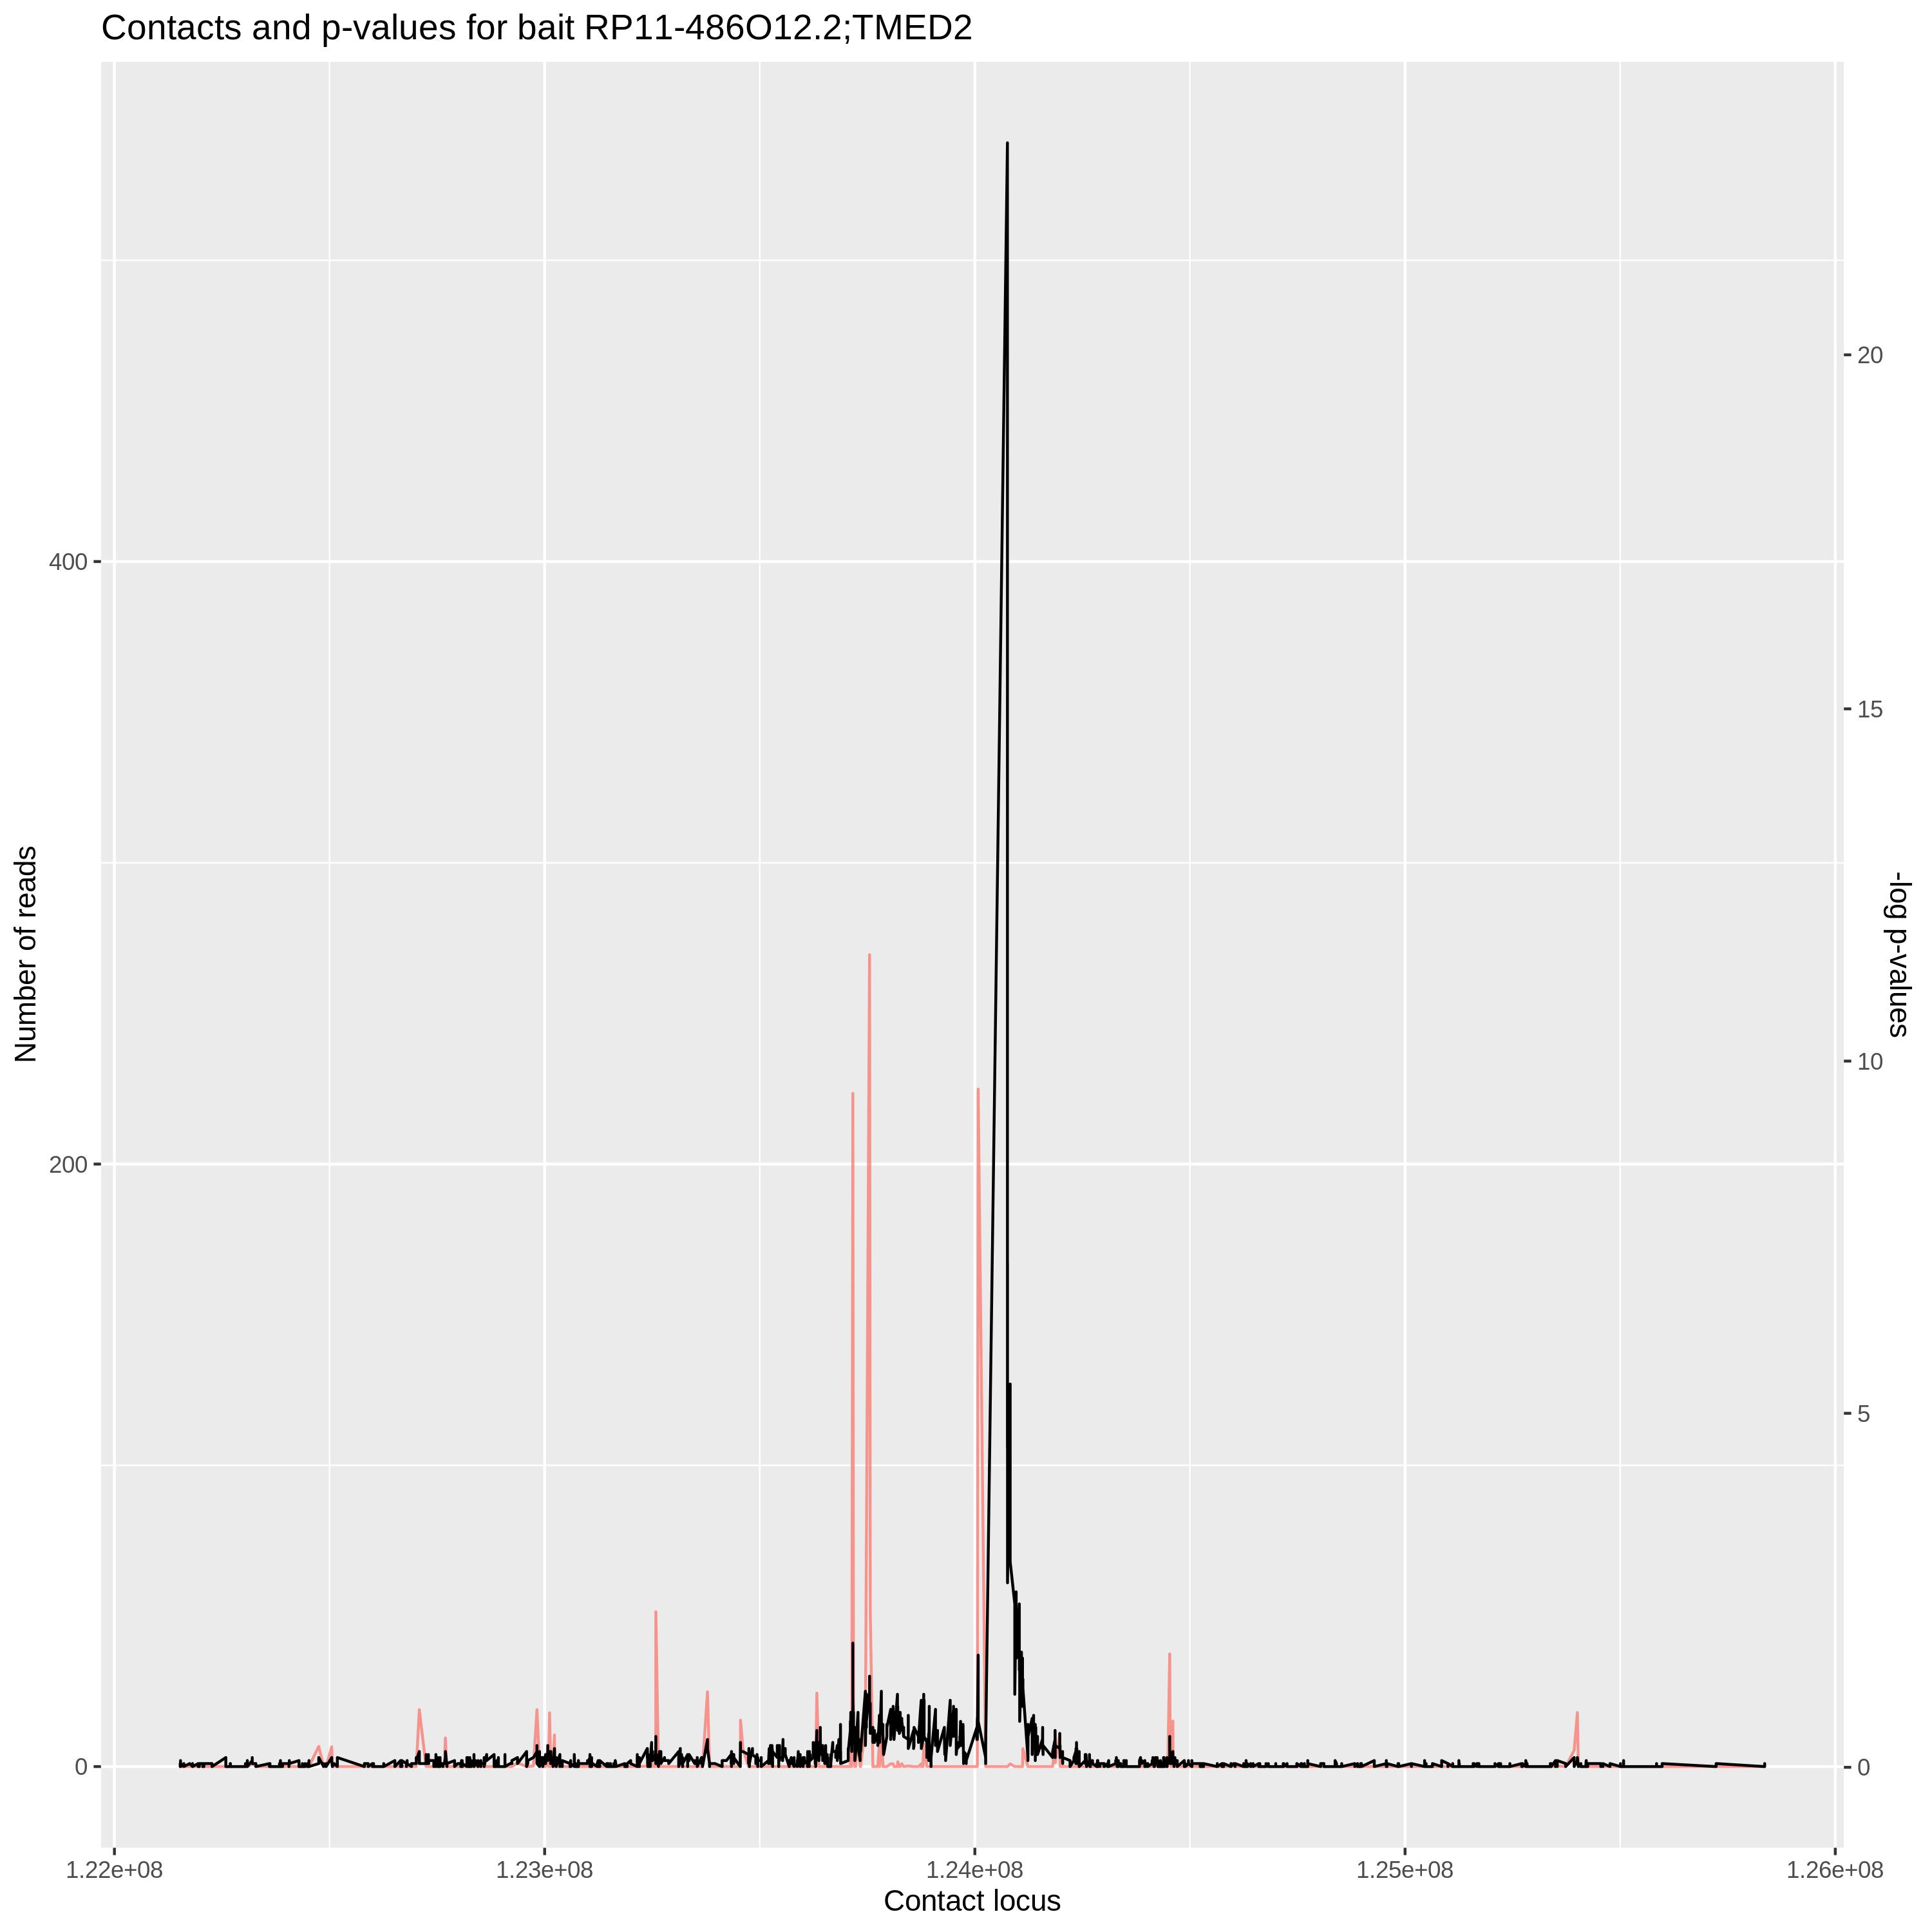 Contacts and p-values for bait RP11-486O12.2;TMED2
Number of reads
400
200
0
20
15
10
5
0
-log p-values
1.22e+08
1.23e+08
1.24e+08
1.25e+08
1.26e+08
Contact locus